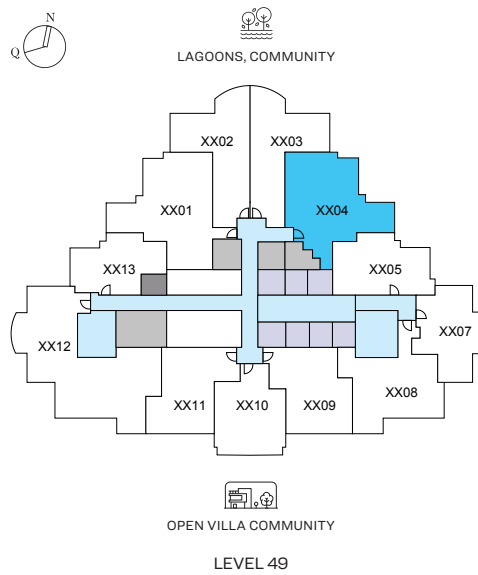 N
Q
LAGOONS, COMMUNITY
XX02
XX03
XX01
XX04
XX13
XX05
XX12
XX07
XX11
XX10
XX09
XX08
OPEN VILLA COMMUNITY
LEVEL 49